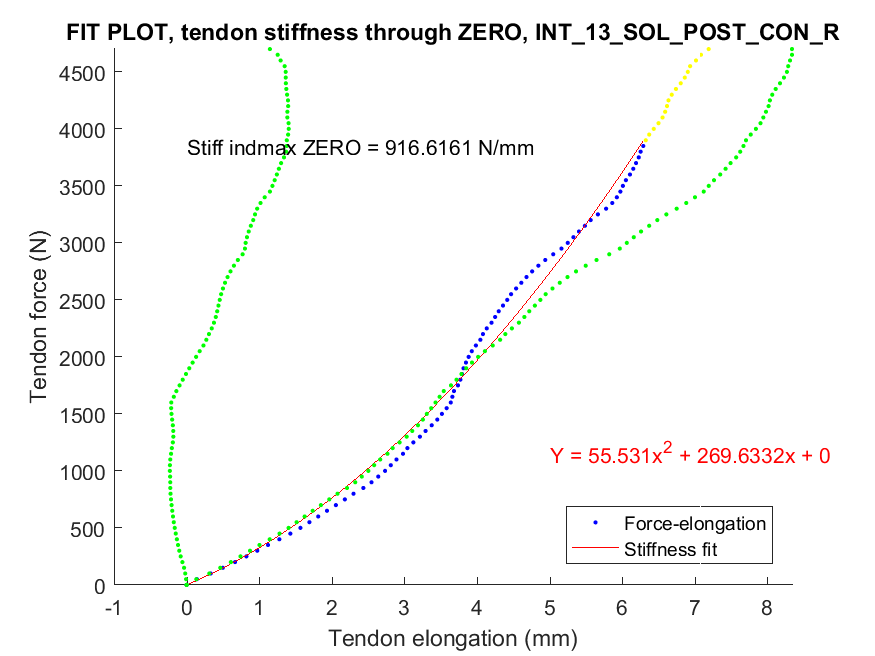 FIT PLOT, tendon stiffness through ZERO, INT_13_SOL_POST_CON_R
4500
4000
Stiff indmax ZERO = 916.6161 N/mm
3500
3000
2500
2000
1500
1000
500
0
Tendon force (N)
Y = 55.531x² + 269.6332x + 0
Force-elongation
Stiffness fit
-1 0 1 2 3 4 5 6 7 8
Tendon elongation (mm)